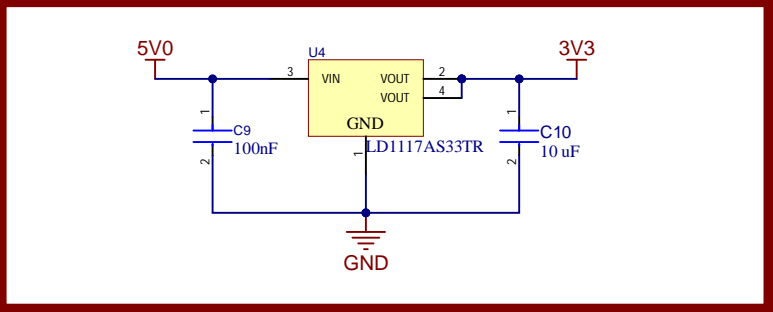 5V0
U4
3V3
3 VIN VOUT 2
VOUT 4
GND
1
LD1117AS33TR
1
C9
100nF
2
1
C10
10 uF
2
GND